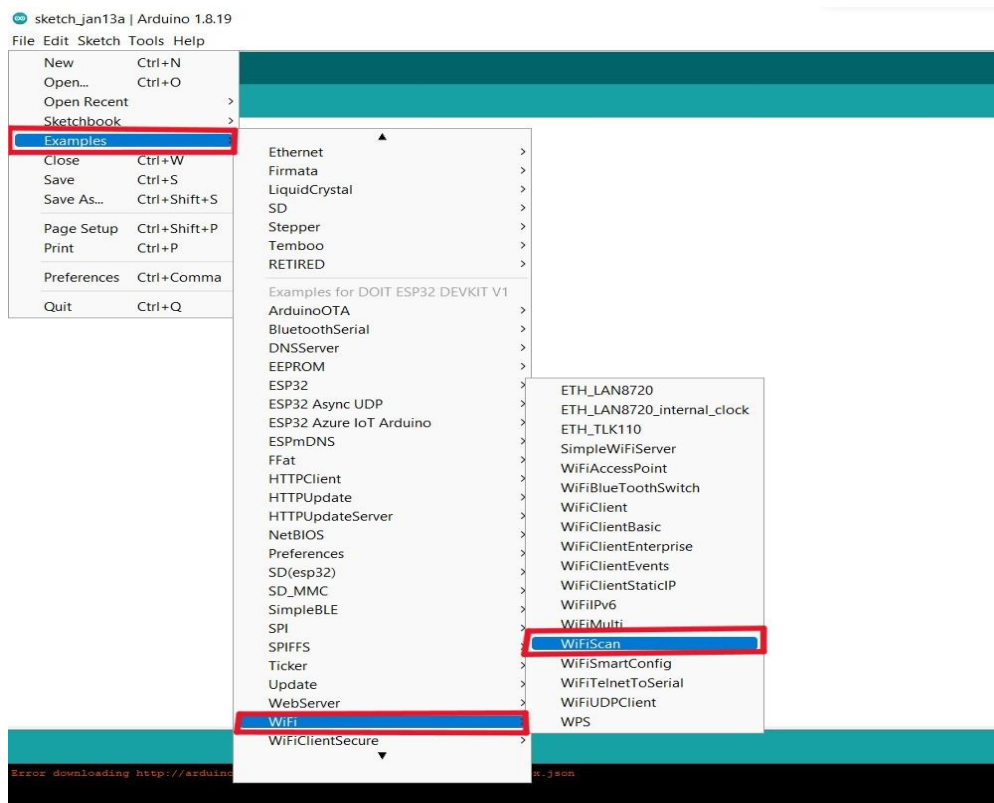 sketch_jan13a | Arduino 1.8.19
File Edit Sketch Tools Help
New Ctrl+N
Open... Ctrl+O
Open Recent >
Sketchbook >
Examples
Close Ctrl+W
Save Ctrl+S
Save As... Ctrl+Shift+S
Page Setup Ctrl+Shift+P
Print Ctrl+P
Preferences Ctrl+Comma
Quit Ctrl+Q
Ethernet >
Firmata >
LiquidCrystal >
SD >
Stepper >
Temboo >
RETIRED >
Examples for DOIT ESP32 DEVKIT V1
ArduinoOTA >
BluetoothSerial >
DNSServer >
EEPROM >
ESP32 >
ESP32 Async UDP >
ESP32 Azure IoT Arduino >
ESPmDNS >
FFat >
HTTPClient >
HTTPUpdate >
HTTPUpdateServer >
NetBIOS >
Preferences >
SD(esp32) >
SD_MMC >
SimpleBLE >
SPI >
SPIFFS >
Ticker >
Update >
WebServer >
WiFi >
WiFiClientSecure >
ETH_LAN8720
ETH_LAN8720_internal_clock
ETH_TLK110
SimpleWiFiServer
WiFiAccessPoint
WiFiBlueToothSwitch
WiFiClient
WiFiClientBasic
WiFiClientEnterprise
WiFiClientEvents
WiFiClientStaticIP
WiFiIPv6
WiFiMulti
WiFiScan
WiFiSmartConfig
WiFiTelnetToSerial
WiFiUDPClient
WPS
Error downloading http://arduino x.json